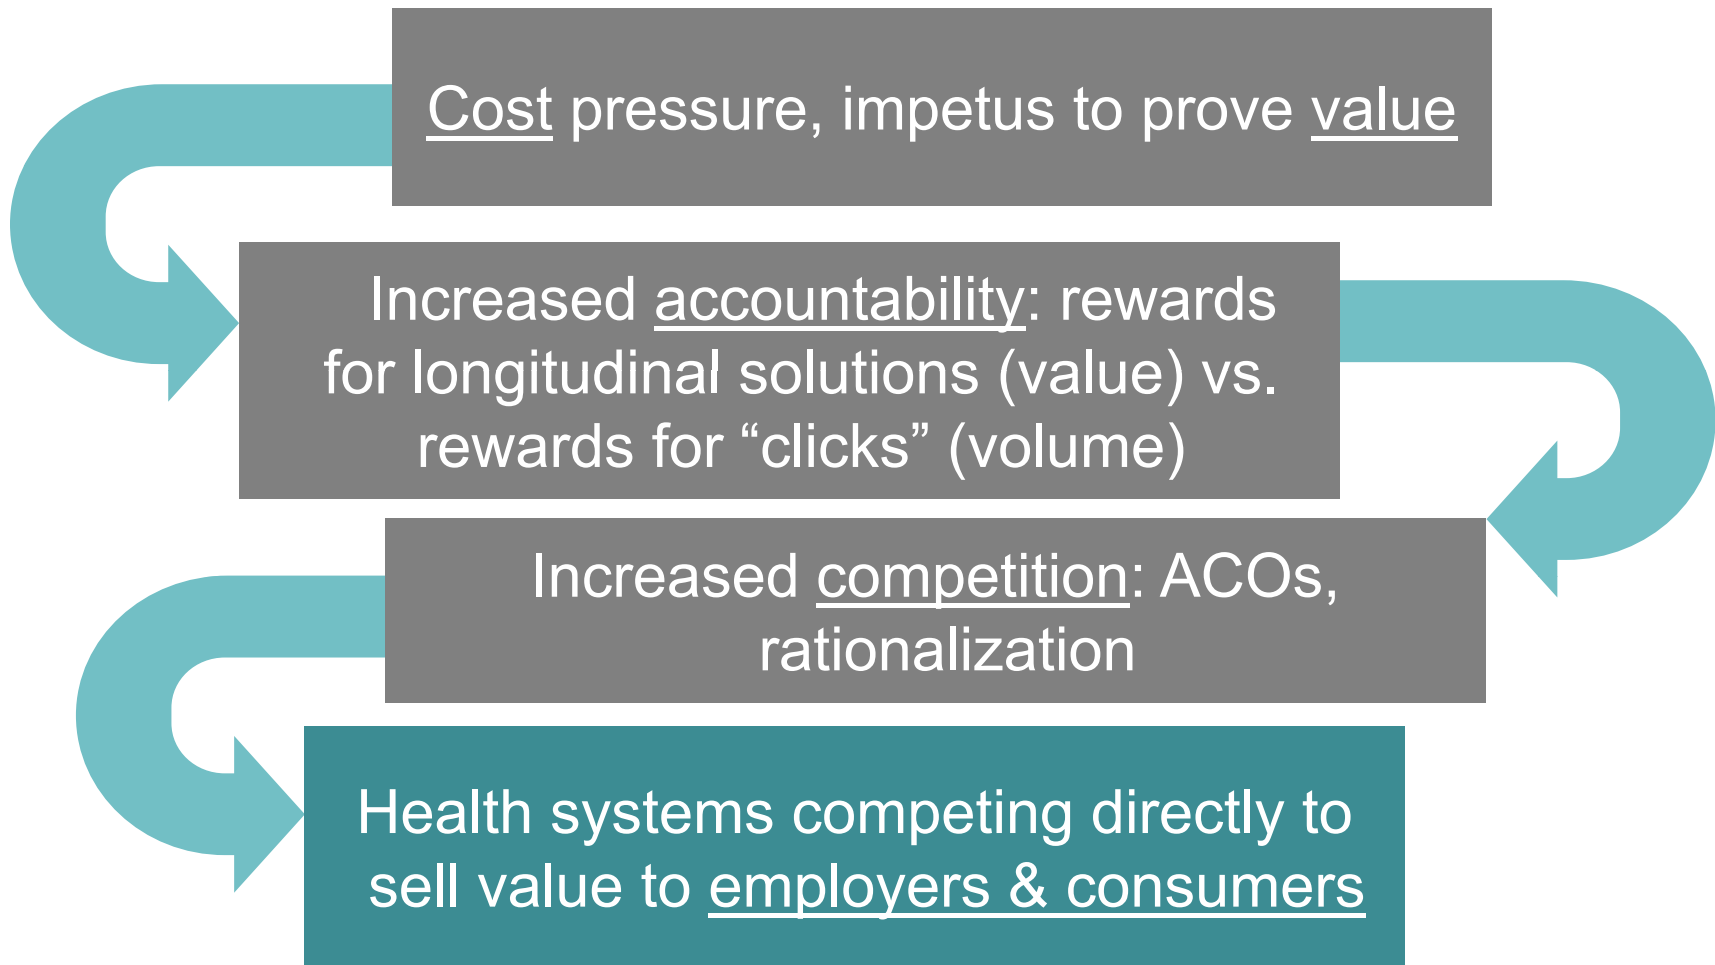 Cost pressure, impetus to prove value
Increased accountability: rewards
for longitudinal solutions (value) vs.
rewards for “clicks” (volume)
Increased competition: ACOs,
rationalization
Health systems competing directly to
sell value to employers & consumers